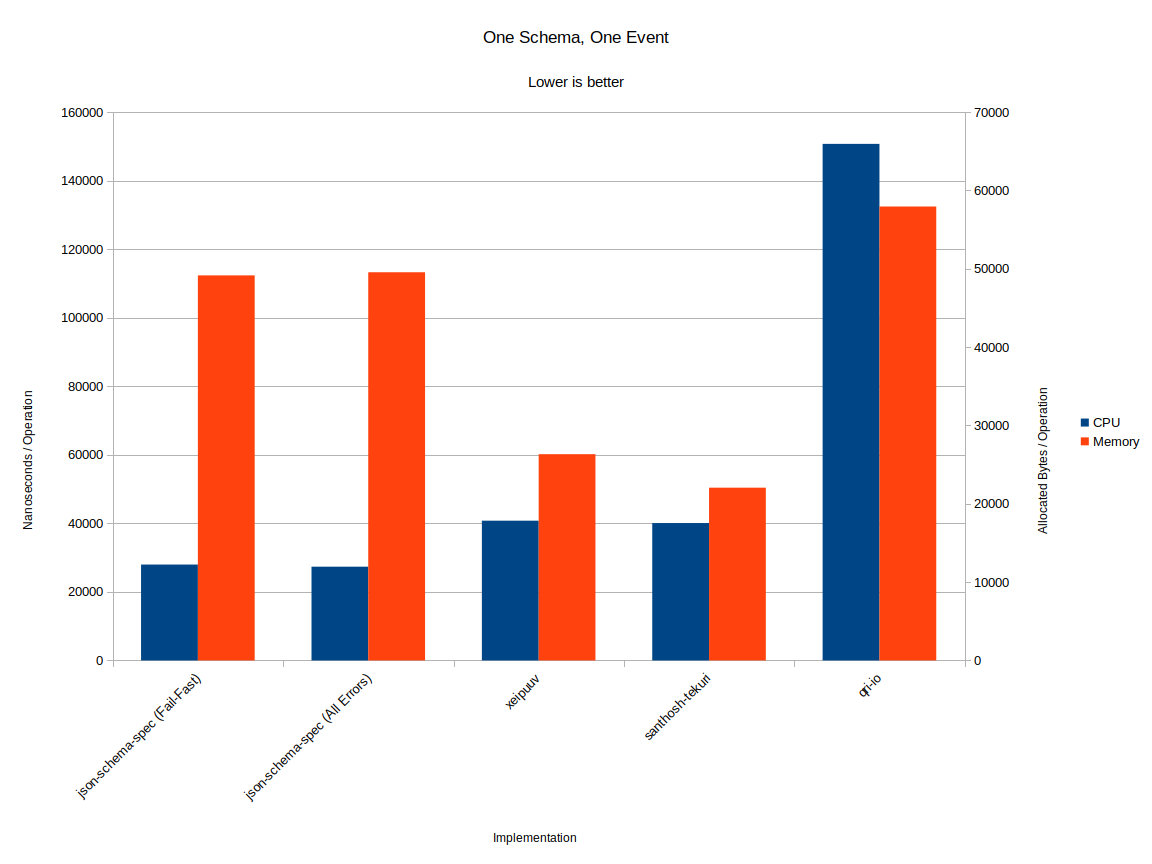 One Schema, One Event
Lower is better
160000
140000
120000
100000
80000
60000
40000
20000
0
70000
60000
50000
40000
30000
20000
10000
0
Nanoseconds / Operation
Allocated Bytes / Operation
CPU
Memory
json-schema-spec (Fail-Fast)
json-schema-spec (All Errors)
xeipuuv
santhosh-tekuri
qri-io
Implementation